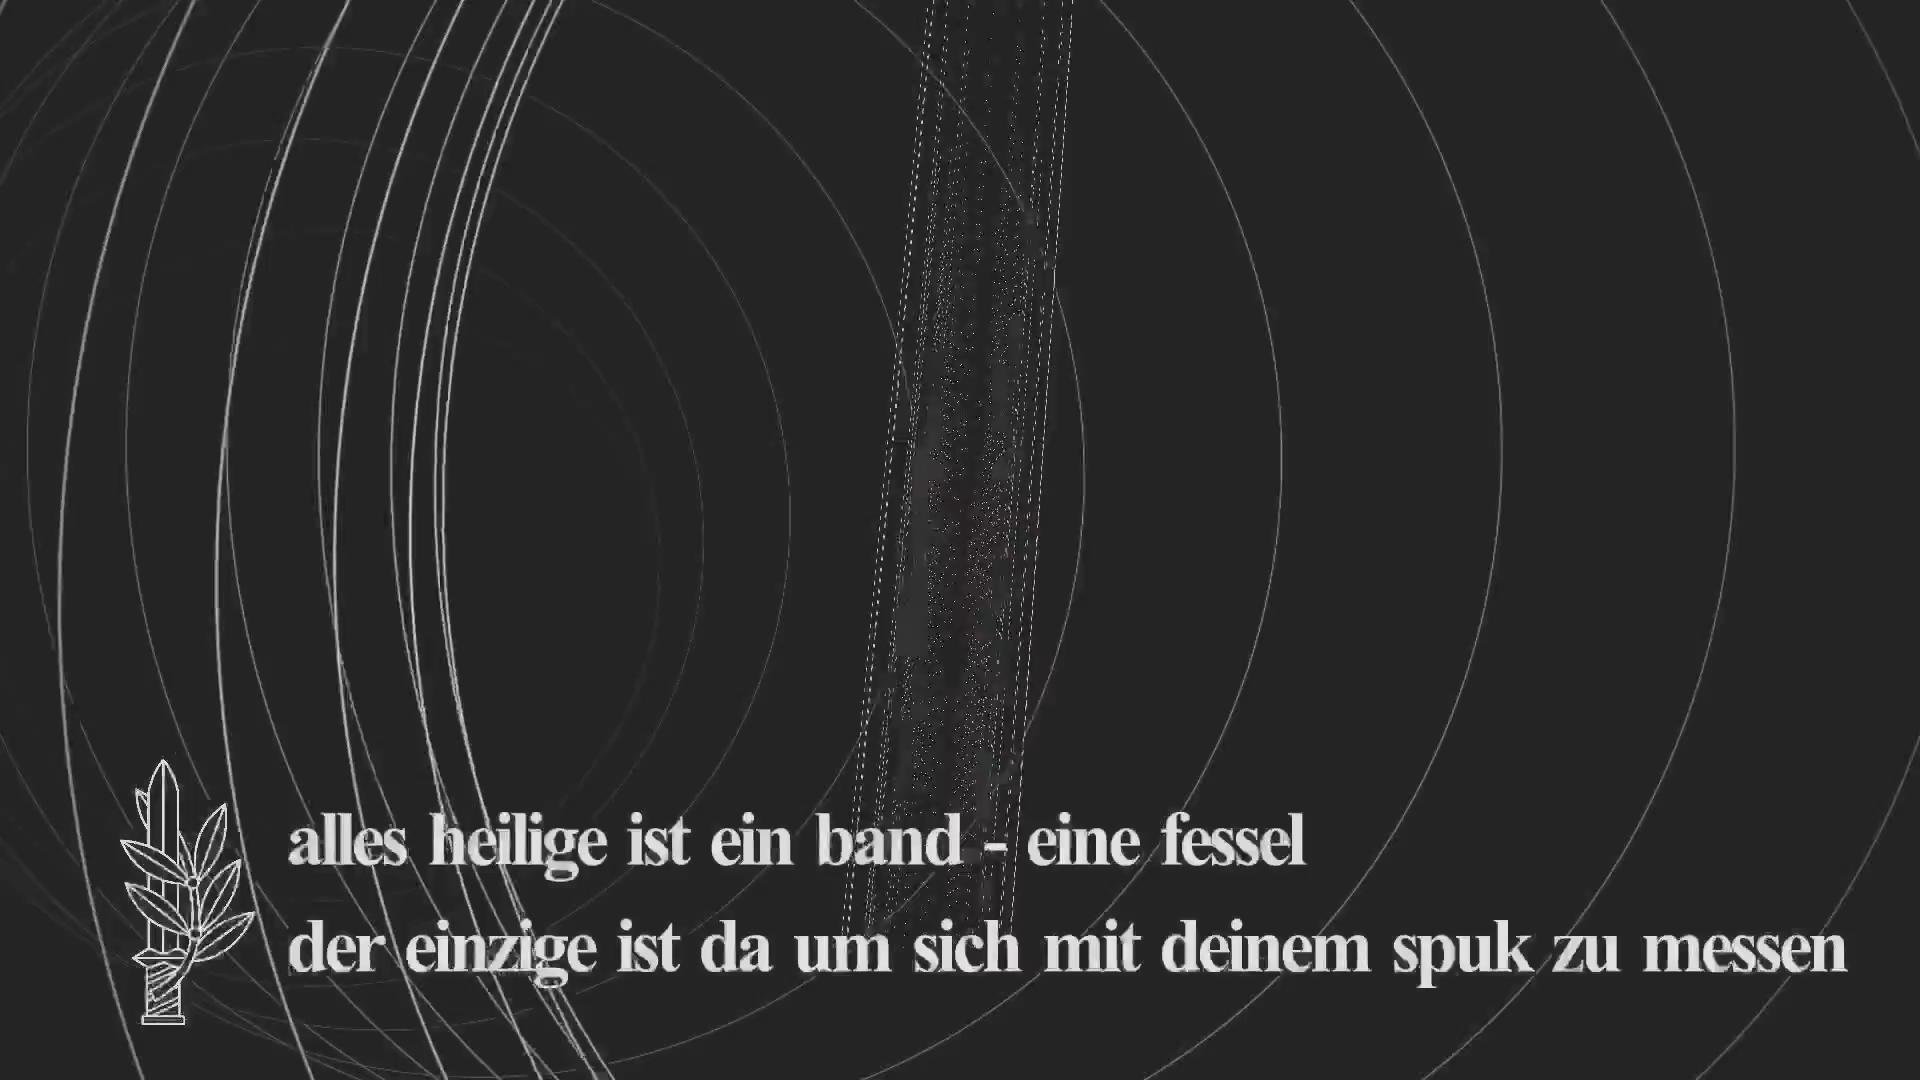 alles heilige ist ein band - eine fessel
der einzige ist da um sich mit deinem spuk zu messen